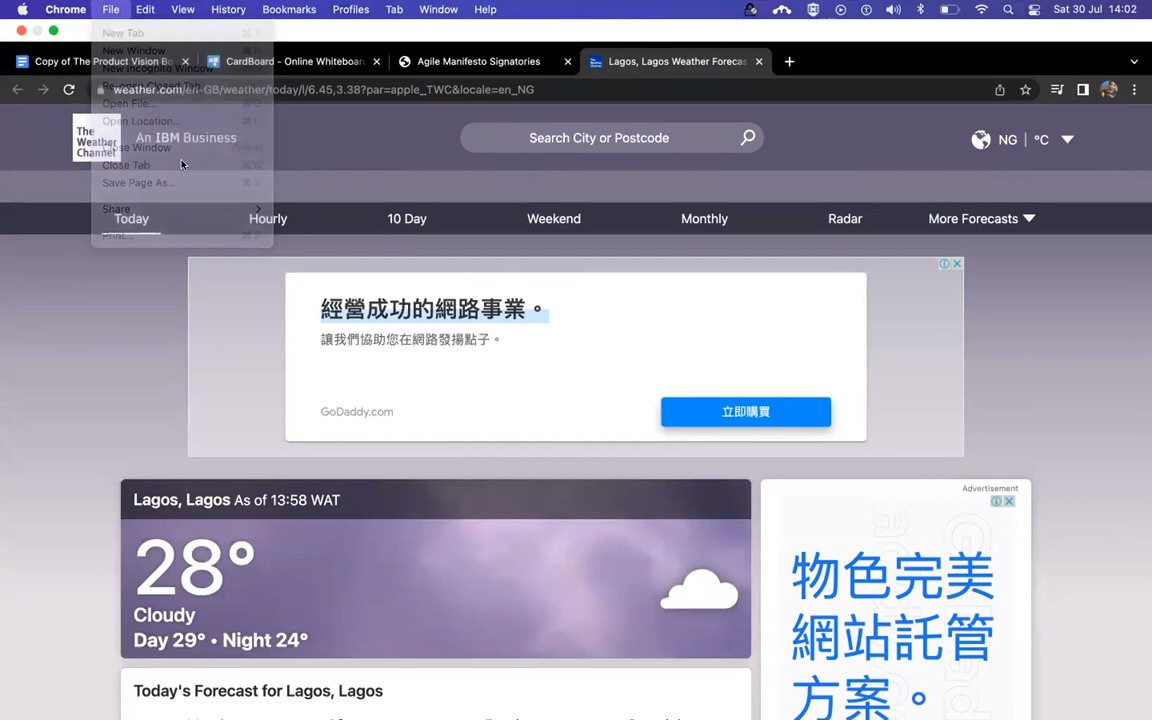 Chrome File Edit View History Bookmarks Profiles Tab Window Help Sat 30 Jul 14:02
New Tab
New Window
New Incognito Window
Copy of The Product Vision Bo
CardBoard - Online Whiteboard
Agile Manifesto Signatories
Lagos, Lagos Weather Forecas
weather.com/en-GB/weather/today/l/6.45,3.38?par=apple_TWC&locale=en_NG
Open File...
Open Location...
Close Window
Close Tab
Save Page As...
Share
Print...
The Weather Channel
An IBM Business
Search City or Postcode
NG | °C
Today Hourly 10 Day Weekend Monthly Radar More Forecasts
經營成功的網路事業。
讓我們協助您在網路發揚點子。
GoDaddy.com
立即購買
Lagos, Lagos As of 13:58 WAT
28°
Cloudy
Day 29° • Night 24°
Today's Forecast for Lagos, Lagos
Advertisement
物色完美
網站託管
方案。